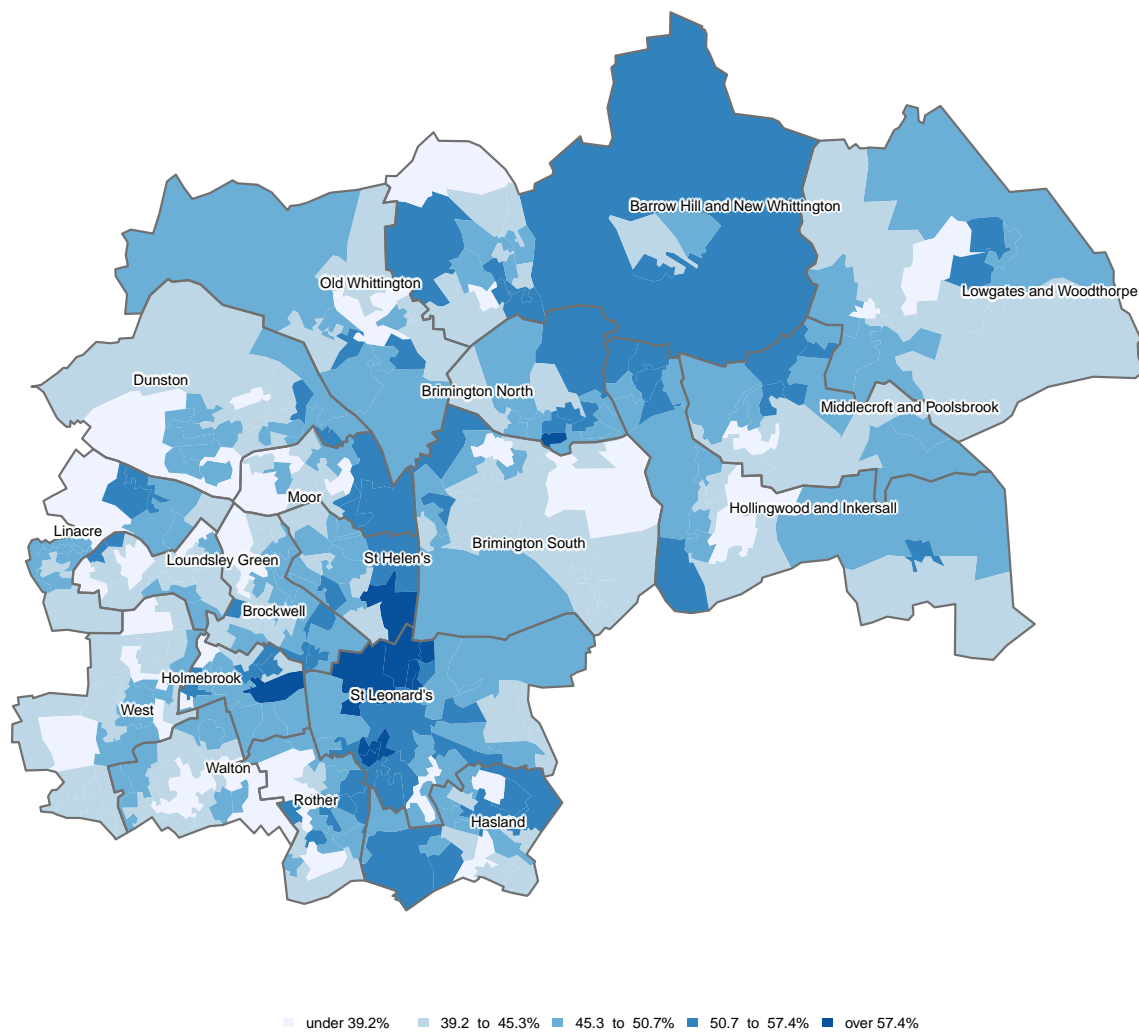 Barrow Hill and New Whittington
Old Whittington
Lowgates and Woodthorpe
Dunston
Brimington North
Middlecroft and Poolsbrook
Moor
Hollingwood and Inkersall
Linacre
Brimington South
Loundsley Green
St Helen's
Brockwell
Holmebrook
St Leonard's
West
Walton
Rother
Hasland
under 39.2% 39.2 to 45.3% 45.3 to 50.7% 50.7 to 57.4% over 57.4%